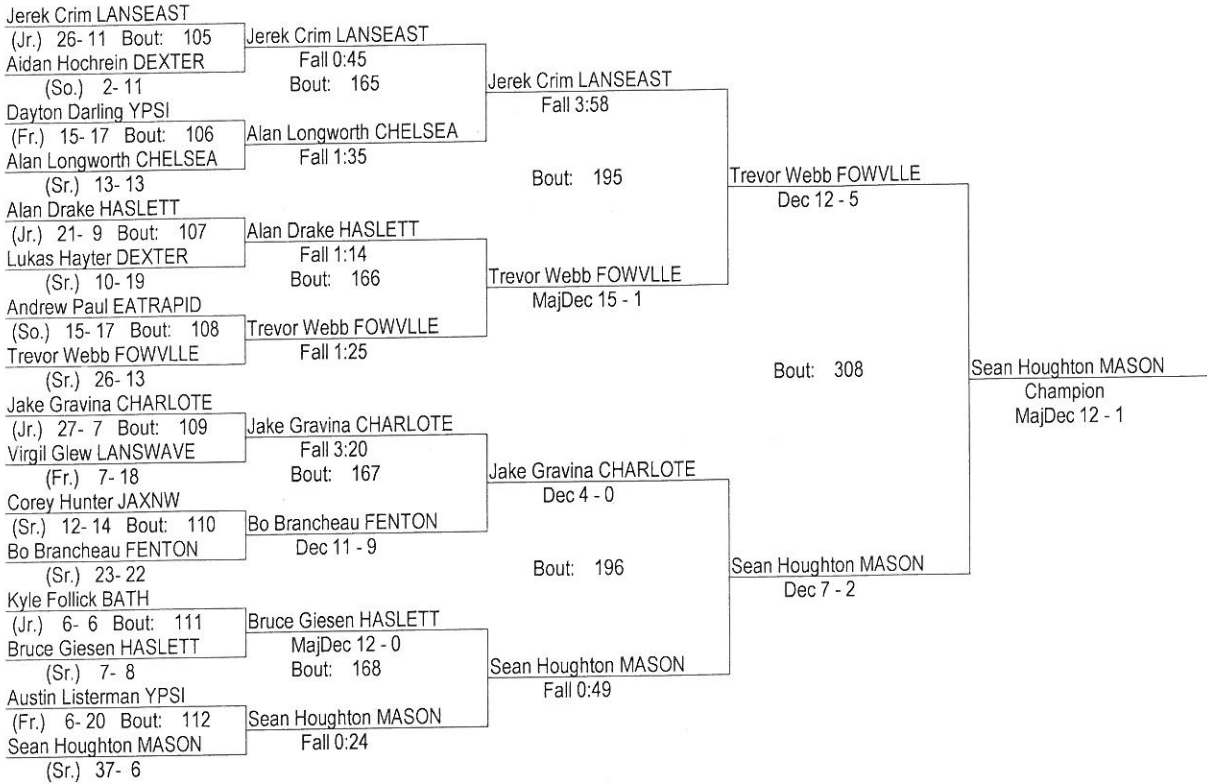 Jerek Crim LANSEAST
(Jr.) 26- 11 Bout: 105
Aidan Hochrein DEXTER
(So.) 2- 11
Dayton Darling YPSI
(Fr.) 15- 17 Bout: 106
Alan Longworth CHELSEA
(Sr.) 13- 13
Alan Drake HASLETT
(Jr.) 21- 9 Bout: 107
Lukas Hayter DEXTER
(Sr.) 10- 19
Andrew Paul EATRAPID
(So.) 15- 17 Bout: 108
Trevor Webb FOWVLLE
(Sr.) 26- 13
Jake Gravina CHARLOTE
(Jr.) 27- 7 Bout: 109
Virgil Glew LANSWAVE
(Fr.) 7- 18
Corey Hunter JAXNW
(Sr.) 12- 14 Bout: 110
Bo Brancheau FENTON
(Sr.) 23- 22
Kyle Follick BATH
(Jr.) 6- 6 Bout: 111
Bruce Giesen HASLETT
(Sr.) 7- 8
Austin Listerman YPSI
(Fr.) 6- 20 Bout: 112
Sean Houghton MASON
(Sr.) 37- 6
Jerek Crim LANSEAST
Fall 0:45
Bout: 165
Alan Longworth CHELSEA
Fall 1:35
Alan Drake HASLETT
Fall 1:14
Bout: 166
Trevor Webb FOWVLLE
Fall 1:25
Jake Gravina CHARLOTE
Fall 3:20
Bout: 167
Bo Brancheau FENTON
Dec 11 - 9
Bruce Giesen HASLETT
MajDec 12 - 0
Bout: 168
Sean Houghton MASON
Fall 0:24
Jerek Crim LANSEAST
Fall 3:58
Bout: 195
Trevor Webb FOWVLLE
MajDec 15 - 1
Jake Gravina CHARLOTE
Dec 4 - 0
Bout: 196
Sean Houghton MASON
Fall 0:49
Trevor Webb FOWVLLE
Dec 12 - 5
Bout: 308
Sean Houghton MASON
Dec 7 - 2
Sean Houghton MASON
Champion
MajDec 12 - 1